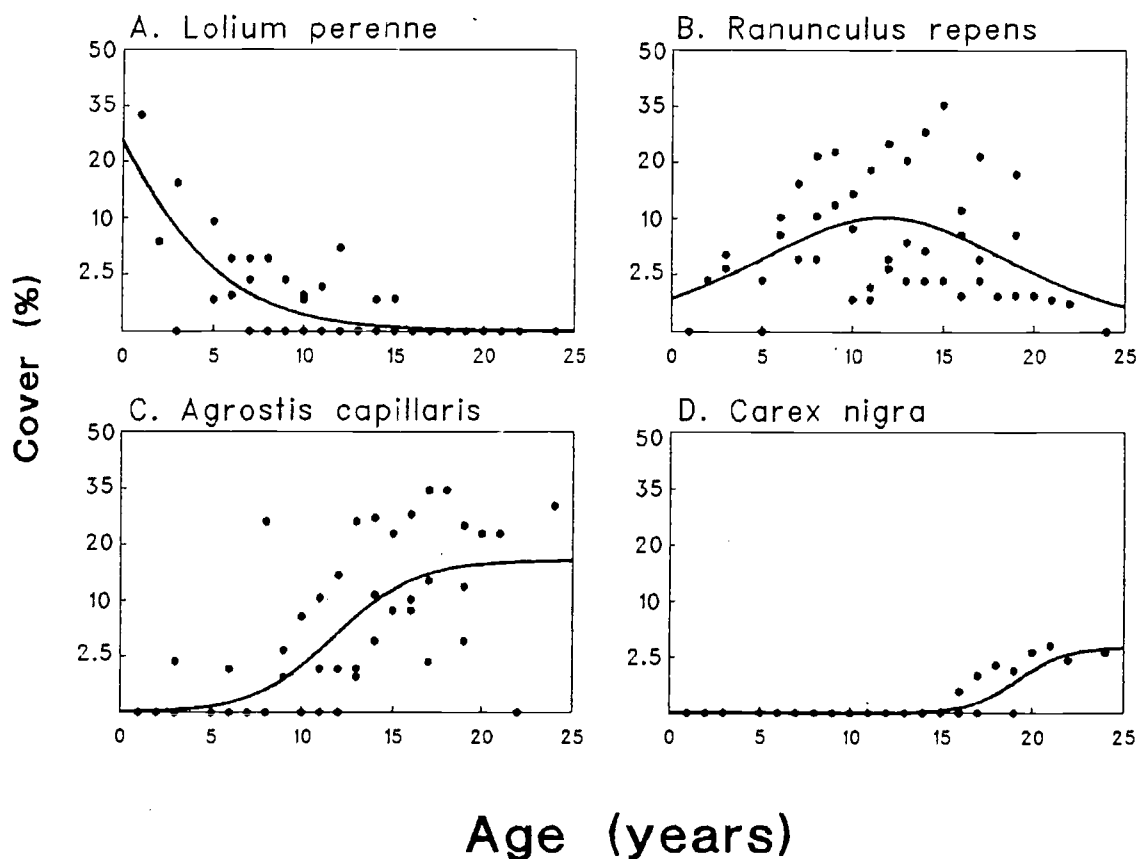 A. Lolium perenne
50
35
20
10
2.5
0 5 10 15 20 25
B. Ranunculus repens
50
35
20
10
2.5
0 5 10 15 20 25
C. Agrostis capillaris
50
35
20
10
2.5
0 5 10 15 20 25
D. Carex nigra
50
35
20
10
2.5
0 5 10 15 20 25
Cover (%)
Age (years)